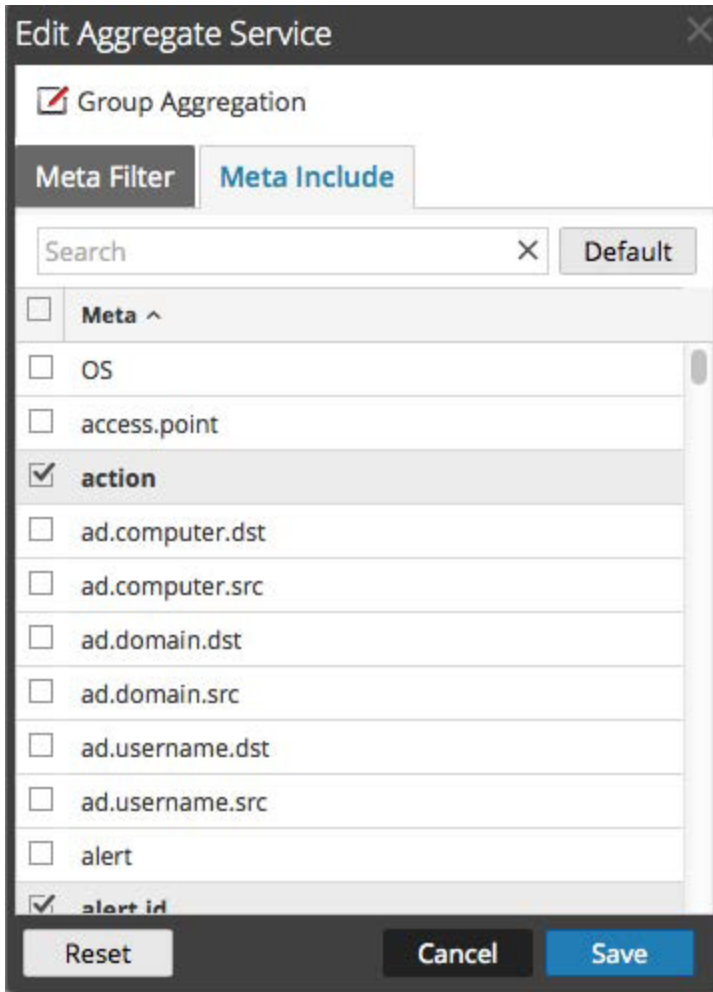 Edit Aggregate Service
Group Aggregation
Meta Filter Meta Include
Search Default
Meta
OS
access.point
action
ad.computer.dst
ad.computer.src
ad.domain.dst
ad.domain.src
ad.username.dst
ad.username.src
alert
alert.id
Reset Cancel Save